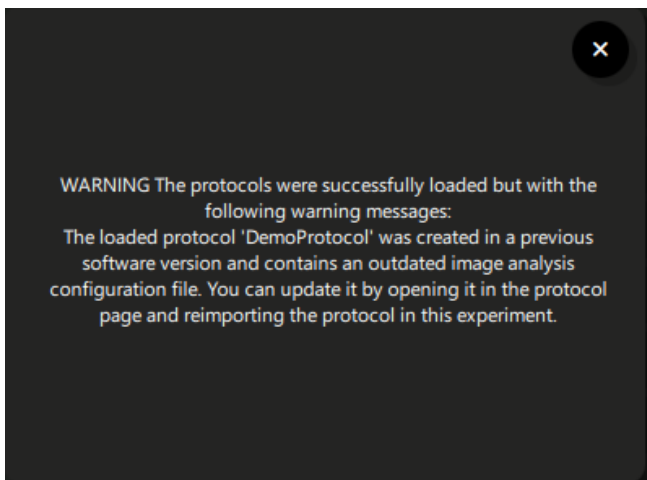 WARNING The protocols were successfully loaded but with the
following warning messages:
The loaded protocol 'DemoProtocol' was created in a previous
software version and contains an outdated image analysis
configuration file. You can update it by opening it in the protocol
page and reimporting the protocol in this experiment.